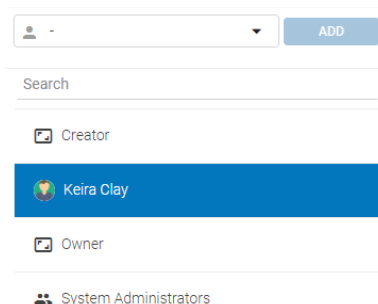 -
ADD
Search
Creator
Keira Clay
Owner
System Administrators